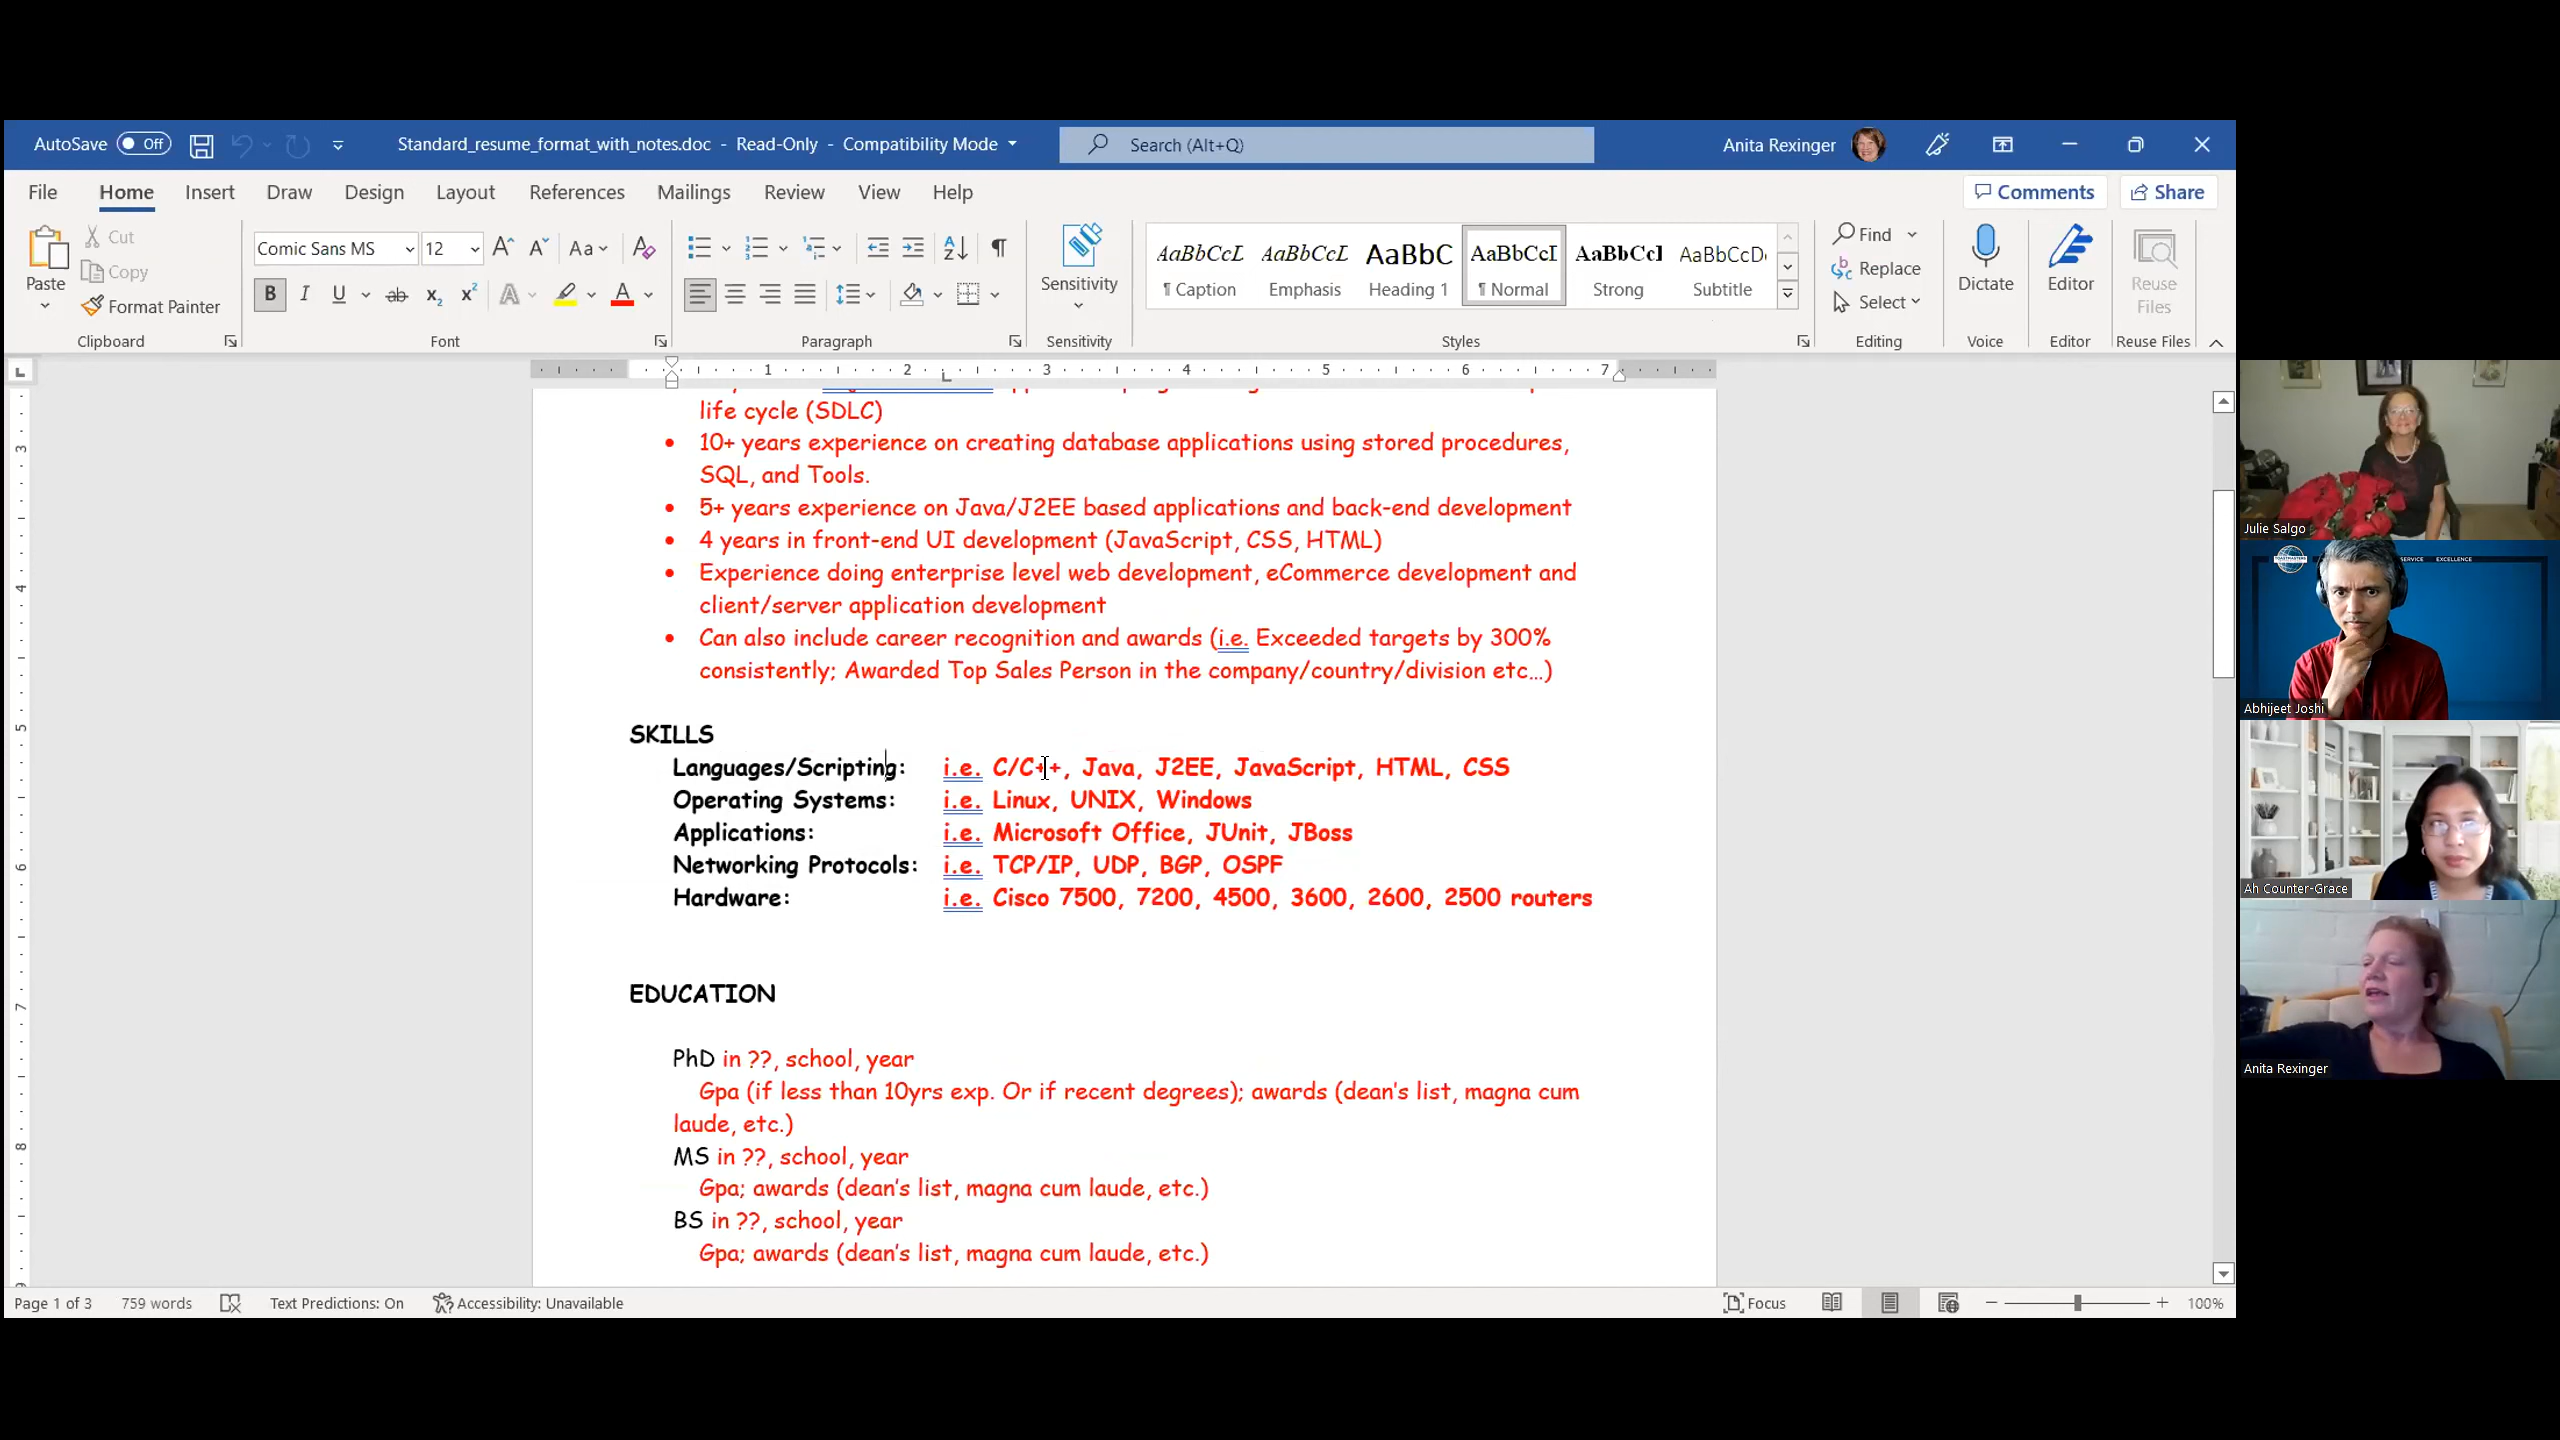 AutoSave Off Standard_resume_format_with_notes.doc - Read-Only - Compatibility Mode Search (Alt+Q) Anita Rexinger
File Home Insert Draw Design Layout References Mailings Review View Help Comments Share
Paste Cut Copy Format Painter
Clipboard
Comic Sans MS 12
Font
Paragraph
Sensitivity
Sensitivity
AaBbCcL AaBbCcL AaBbC AaBbCcI AaBbCcI AaBbCcD
¶ Caption Emphasis Heading 1 ¶ Normal Strong Subtitle
Styles
Find
Replace
Select
Editing
Dictate
Voice
Editor
Editor
Reuse Files
Reuse Files
1 2 3 4 5 6 7
life cycle (SDLC)
• 10+ years experience on creating database applications using stored procedures,
SQL, and Tools.
• 5+ years experience on Java/J2EE based applications and back-end development
• 4 years in front-end UI development (JavaScript, CSS, HTML)
• Experience doing enterprise level web development, eCommerce development and
client/server application development
• Can also include career recognition and awards (i.e. Exceeded targets by 300%
consistently; Awarded Top Sales Person in the company/country/division etc…)
SKILLS
Languages/Scripting: i.e. C/C++, Java, J2EE, JavaScript, HTML, CSS
Operating Systems: i.e. Linux, UNIX, Windows
Applications: i.e. Microsoft Office, JUnit, JBoss
Networking Protocols: i.e. TCP/IP, UDP, BGP, OSPF
Hardware: i.e. Cisco 7500, 7200, 4500, 3600, 2600, 2500 routers
EDUCATION
PhD in ??, school, year
Gpa (if less than 10yrs exp. Or if recent degrees); awards (dean's list, magna cum
laude, etc.)
MS in ??, school, year
Gpa; awards (dean's list, magna cum laude, etc.)
BS in ??, school, year
Gpa; awards (dean's list, magna cum laude, etc.)
Page 1 of 3 759 words Text Predictions: On Accessibility: Unavailable Focus 100%
Julie Salgo
SERVICE EXCELLENCE
Abhijeet Joshi
Ah Counter-Grace
Anita Rexinger